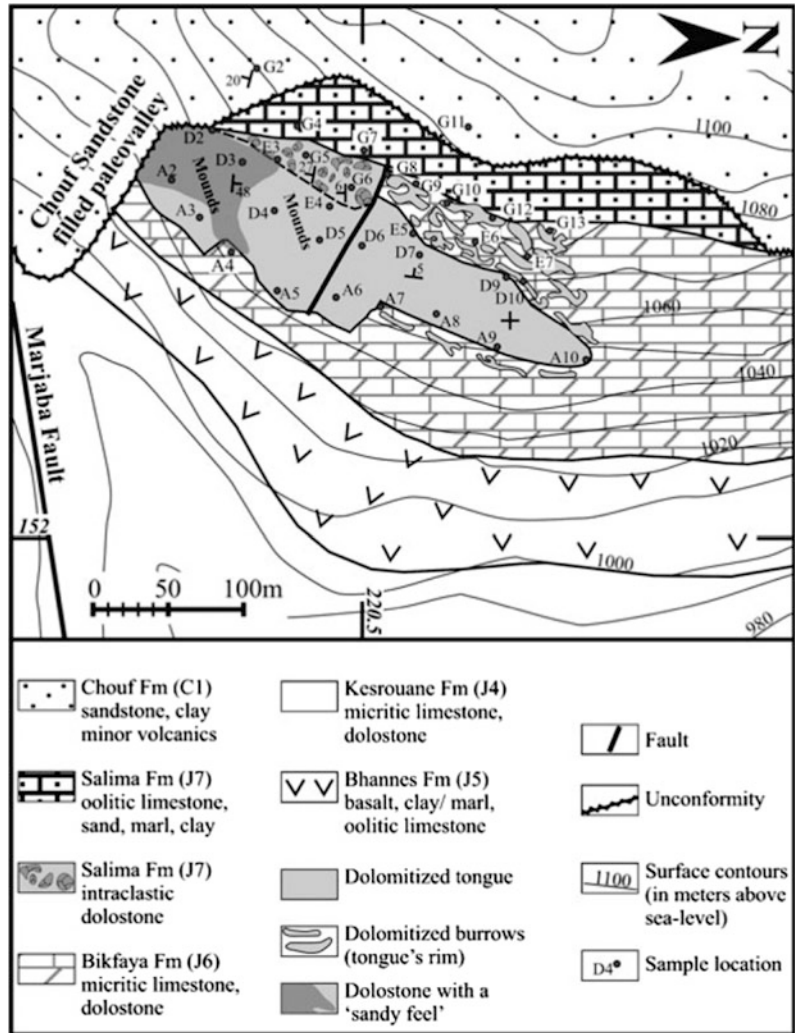 N
G2
20
G11
1100
G4
D2
G7
E3
G5
D3
27
G8
A2
G6
G9
Mounds
6
G10
1080
48
E4
G12
Chouf Sandstone
filled paleovalley
A3
D4
Mounds
E5
E6
G13
D5
D6
D7
E7
A4
5
D9
D10
A5
A6
A7
1060
A8
A9
A10
1040
Marjaba Fault
1020
152
1000
0 50 100m
220.5
980
Chouf Fm (C1)
sandstone, clay
minor volcanics
Salima Fm (J7)
oolitic limestone,
sand, marl, clay
Salima Fm (J7)
intraclastic
dolostone
Bikfaya Fm (J6)
micritic limestone,
dolostone
Kesrouane Fm (J4)
micritic limestone,
dolostone
Bhannes Fm (J5)
basalt, clay/ marl,
oolitic limestone
Dolomitized tongue
Dolomitized burrows
(tongue's rim)
Dolostone with a
'sandy feel'
Fault
Unconformity
1100
Surface contours
(in meters above
sea-level)
D4
Sample location